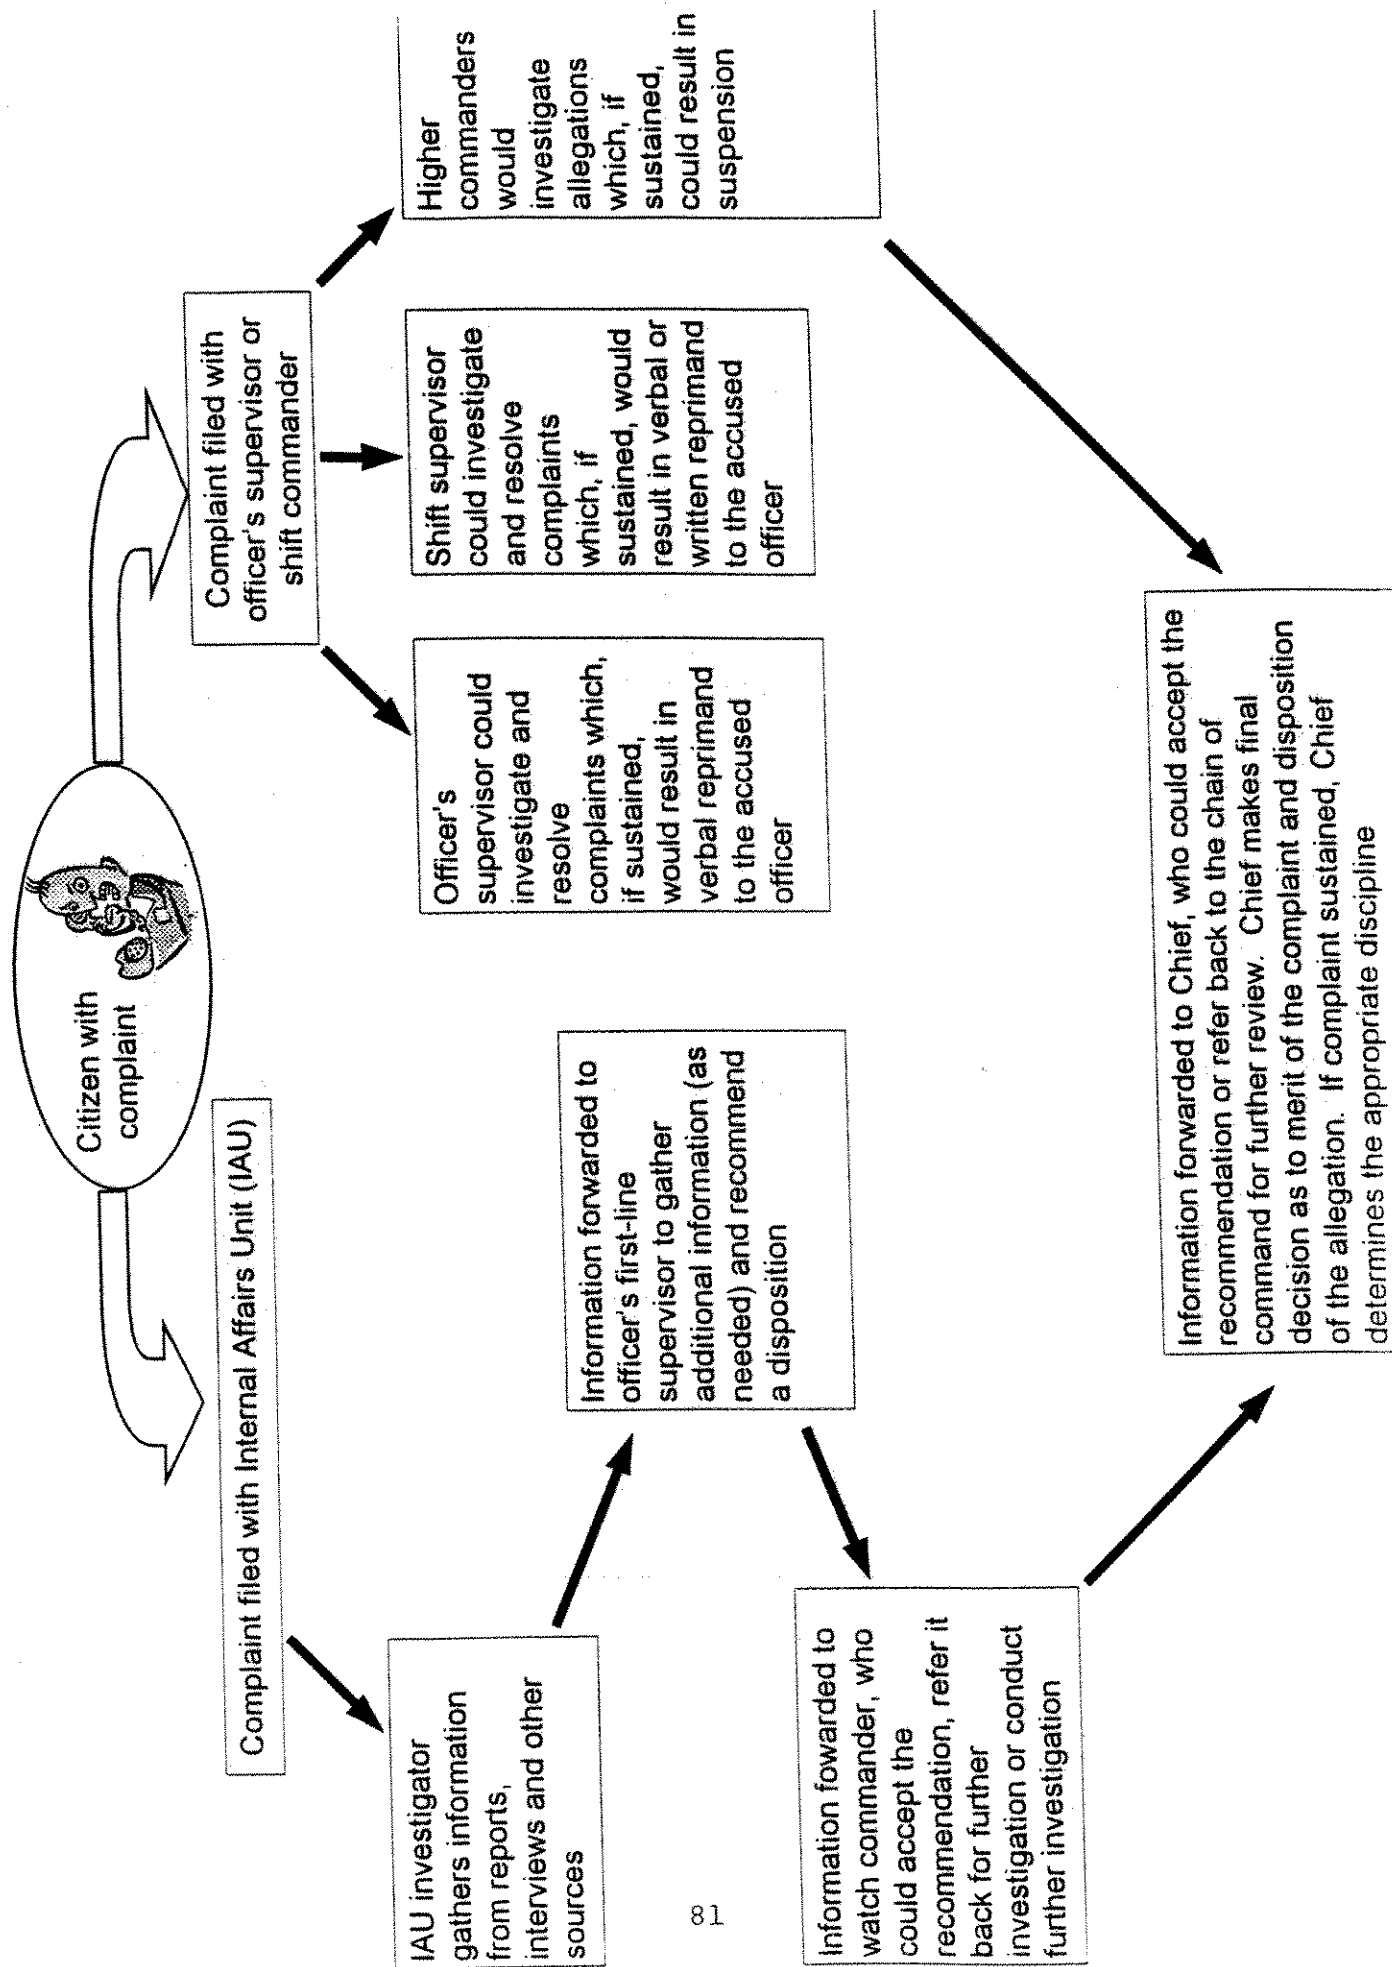 Citizen with
complaint
Complaint filed with Internal Affairs Unit (IAU)
Complaint filed with
officer's supervisor or
shift commander
IAU investigator
gathers information
from reports,
interviews and other
sources
Information forwarded to
officer's first-line
supervisor to gather
additional information (as
needed) and recommend
a disposition
Officer's
supervisor could
investigate and
resolve
complaints which,
if sustained,
would result in
verbal reprimand
to the accused
officer
Shift supervisor
could investigate
and resolve
complaints
which, if
sustained, would
result in verbal or
written reprimand
to the accused
officer
Higher
commanders
would
investigate
allegations
which, if
sustained,
could result in
suspension
Information fowarded to
watch commander, who
could accept the
recommendation, refer it
back for further
investigation or conduct
further investigation
Information forwarded to Chief, who could accept the
recommendation or refer back to the chain of
command for further review. Chief makes final
decision as to merit of the complaint and disposition
of the allegation. If complaint sustained, Chief
determines the appropriate discipline
81